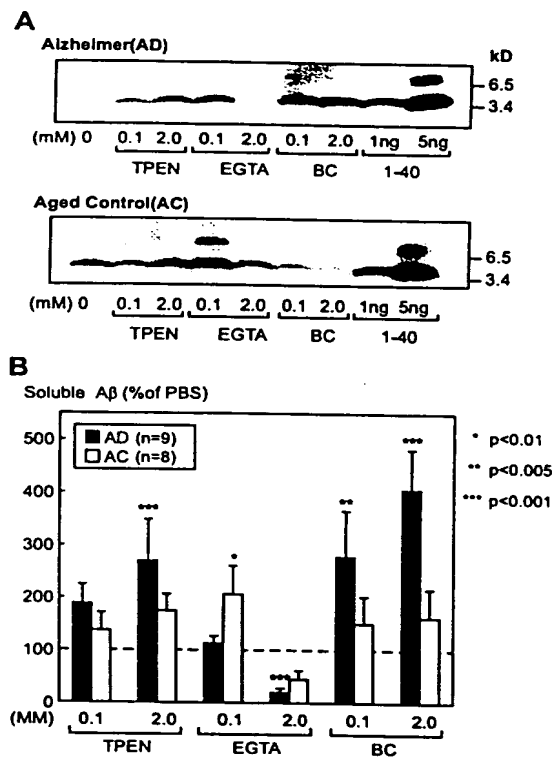 A
Alzheimer(AD)
kD
6.5
3.4
(mM) 0 0.1 2.0 0.1 2.0 0.1 2.0 1ng 5ng
TPEN EGTA BC 1-40
Aged Control(AC)
6.5
3.4
(mM) 0 0.1 2.0 0.1 2.0 0.1 2.0 1ng 5ng
TPEN EGTA BC 1-40
B
Soluble Aβ (%of PBS)
500
400
300
200
100
0
AD (n=9)
AC (n=8)
*** * *** ** ***
* p<0.01
** p<0.005
*** p<0.001
(MM) 0.1 2.0 0.1 2.0 0.1 2.0
TPEN EGTA BC